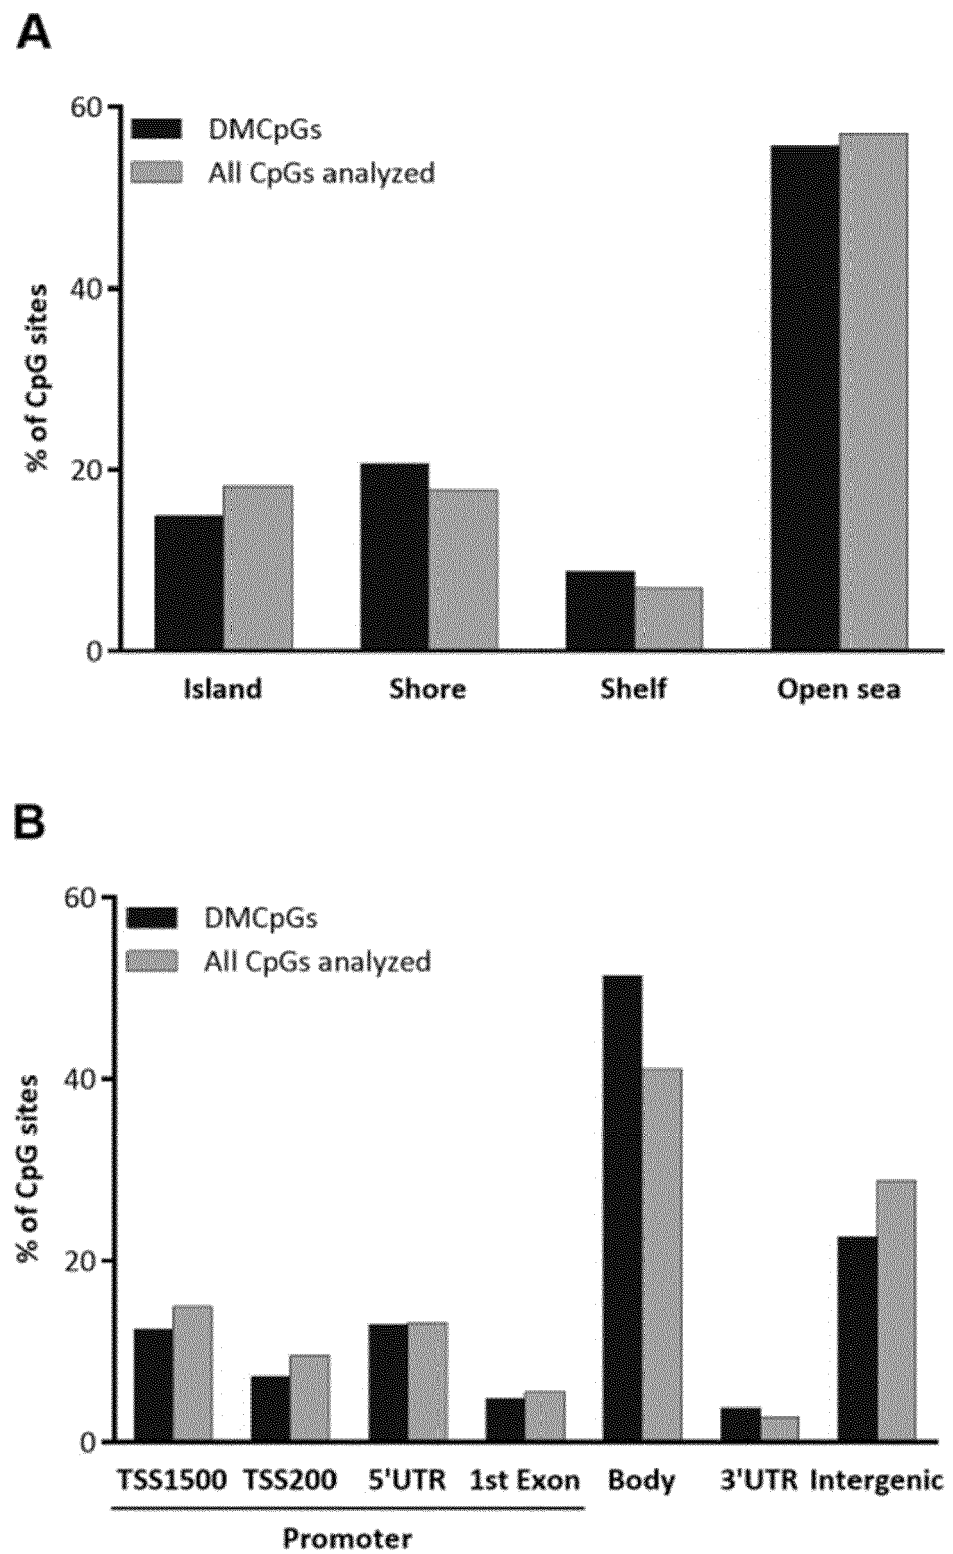 A
60
DMCpGs
All CpGs analyzed
40
% of CpG sites
20
0
Island Shore Shelf Open sea
B
60
DMCpGs
All CpGs analyzed
40
% of CpG sites
20
0
TSS1500 TSS200 5'UTR 1st Exon Body 3'UTR Intergenic
Promoter